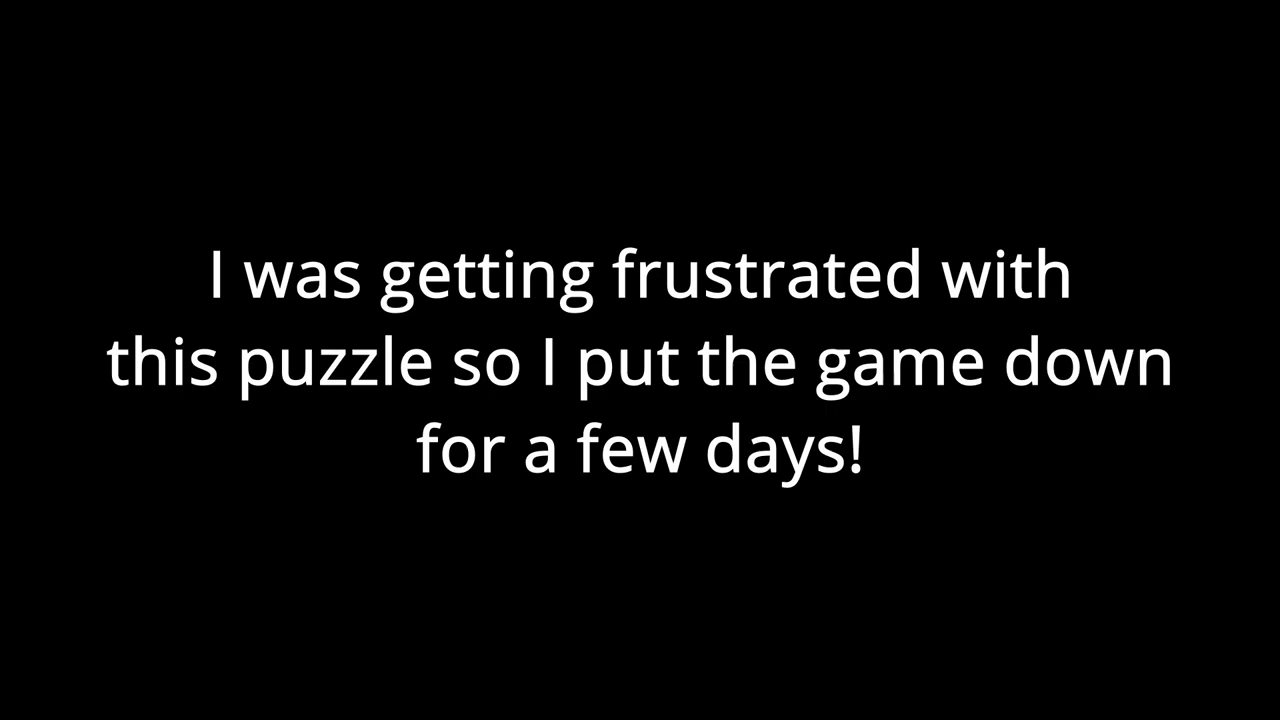 I was getting frustrated with
this puzzle so I put the game down
for a few days!